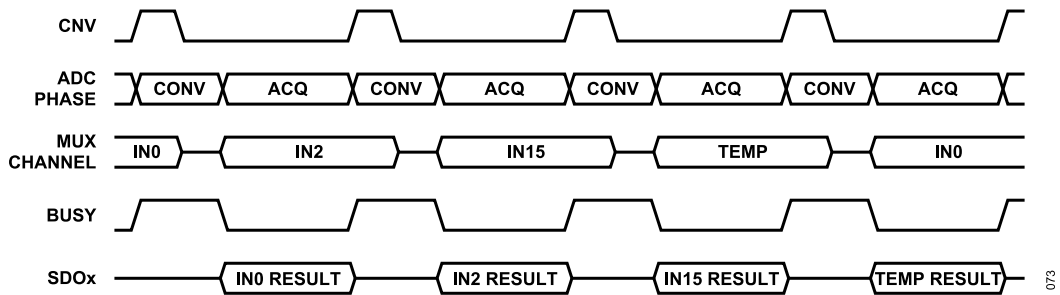 CNV
ADC
PHASE
CONV ACQ CONV ACQ CONV ACQ CONV ACQ
MUX
CHANNEL
IN0 IN2 IN15 TEMP IN0
BUSY
SDOx
IN0 RESULT IN2 RESULT IN15 RESULT TEMP RESULT
073